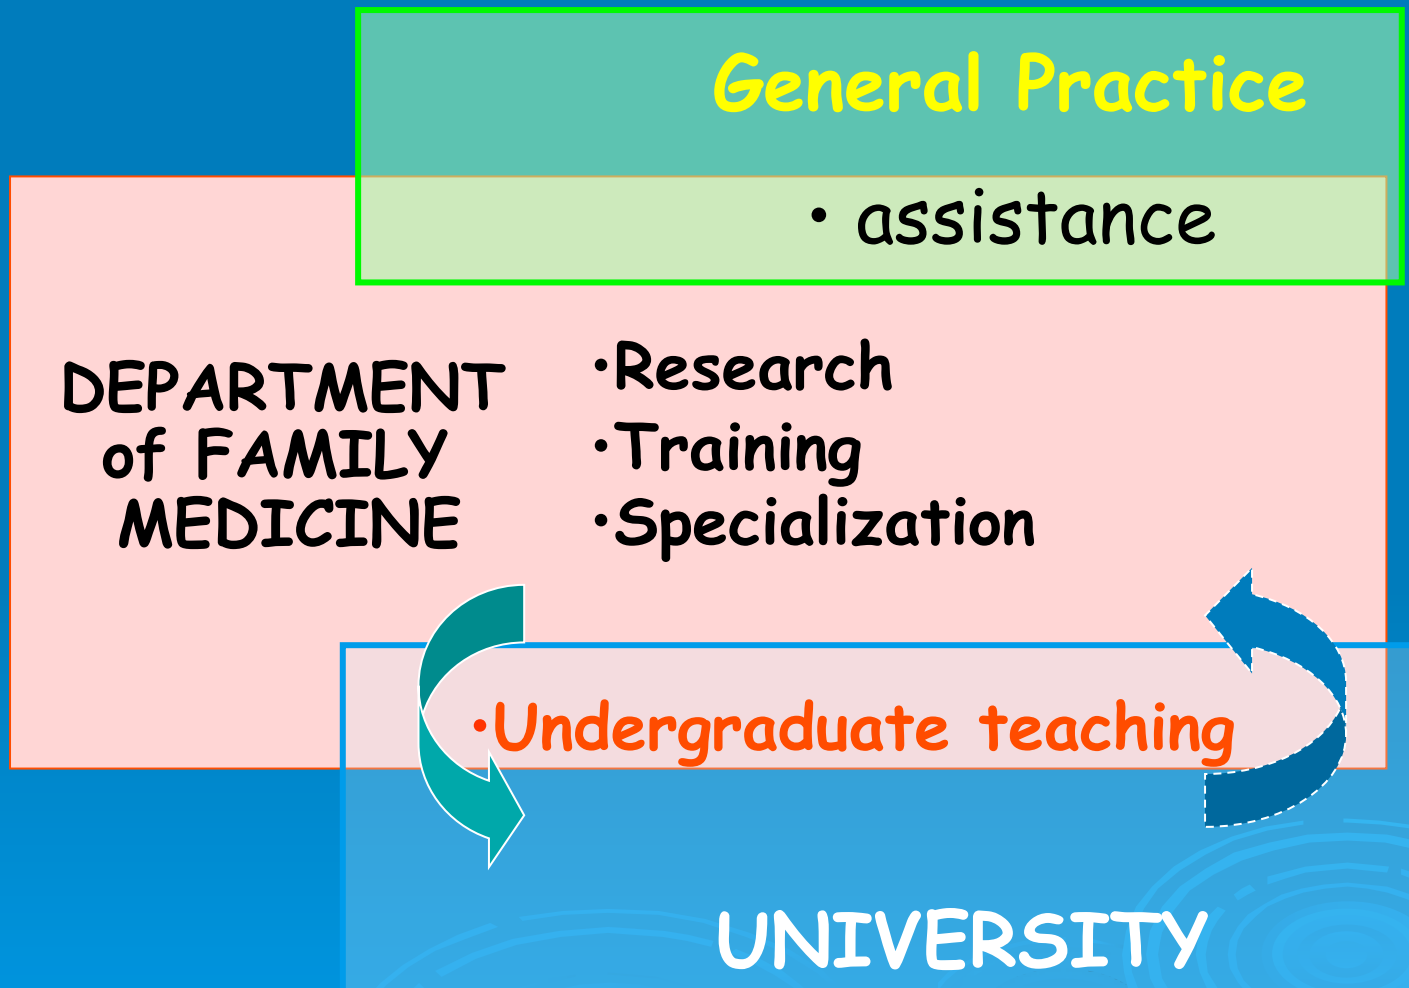 General Practice
• assistance
DEPARTMENT
of FAMILY
MEDICINE
•Research
•Training
•Specialization
•Undergraduate teaching
UNIVERSITY